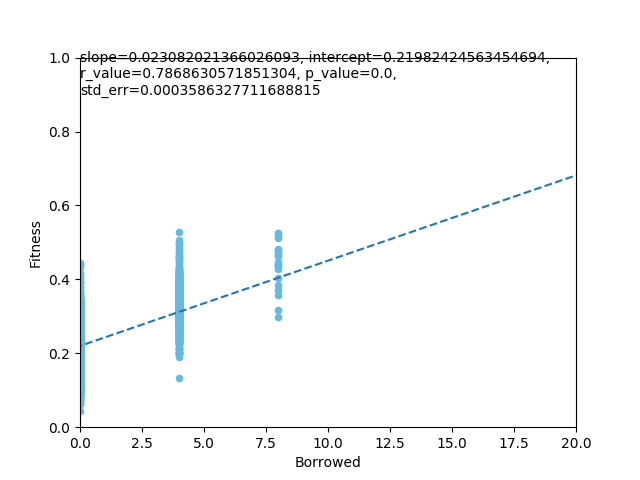 slope=0.023082021366026093, intercept=0.21982424563454694,
r_value=0.7868630571851304, p_value=0.0,
std_err=0.0003586327711688815
1.0
0.8
0.6
0.4
0.2
0.0
Fitness
0.0 2.5 5.0 7.5 10.0 12.5 15.0 17.5 20.0
Borrowed